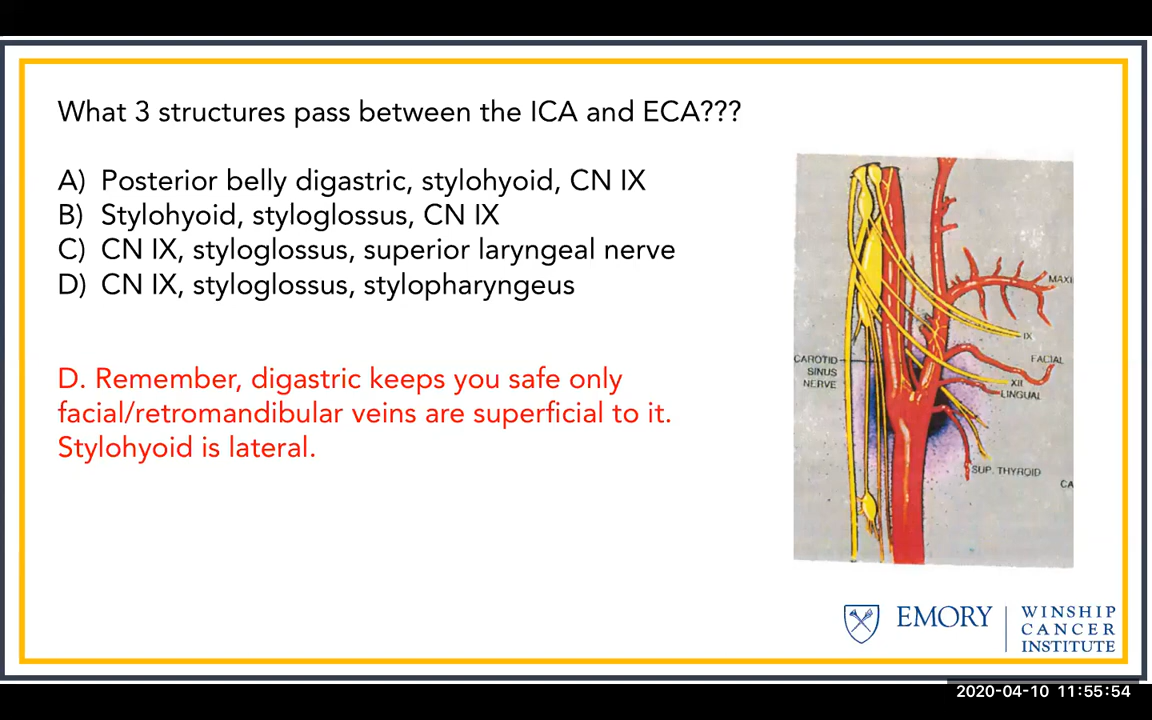 What 3 structures pass between the ICA and ECA???
A) Posterior belly digastric, stylohyoid, CN IX
B) Stylohyoid, styloglossus, CN IX
C) CN IX, styloglossus, superior laryngeal nerve
D) CN IX, styloglossus, stylopharyngeus
D. Remember, digastric keeps you safe only
facial/retromandibular veins are superficial to it.
Stylohyoid is lateral.
MAXI
IX
FACIAL
CAROTID
SINUS
NERVE
XII
LINGUAL
SUP. THYROID
CA
EMORY
WINSHIP
CANCER
INSTITUTE
2020-04-10 11:55:54